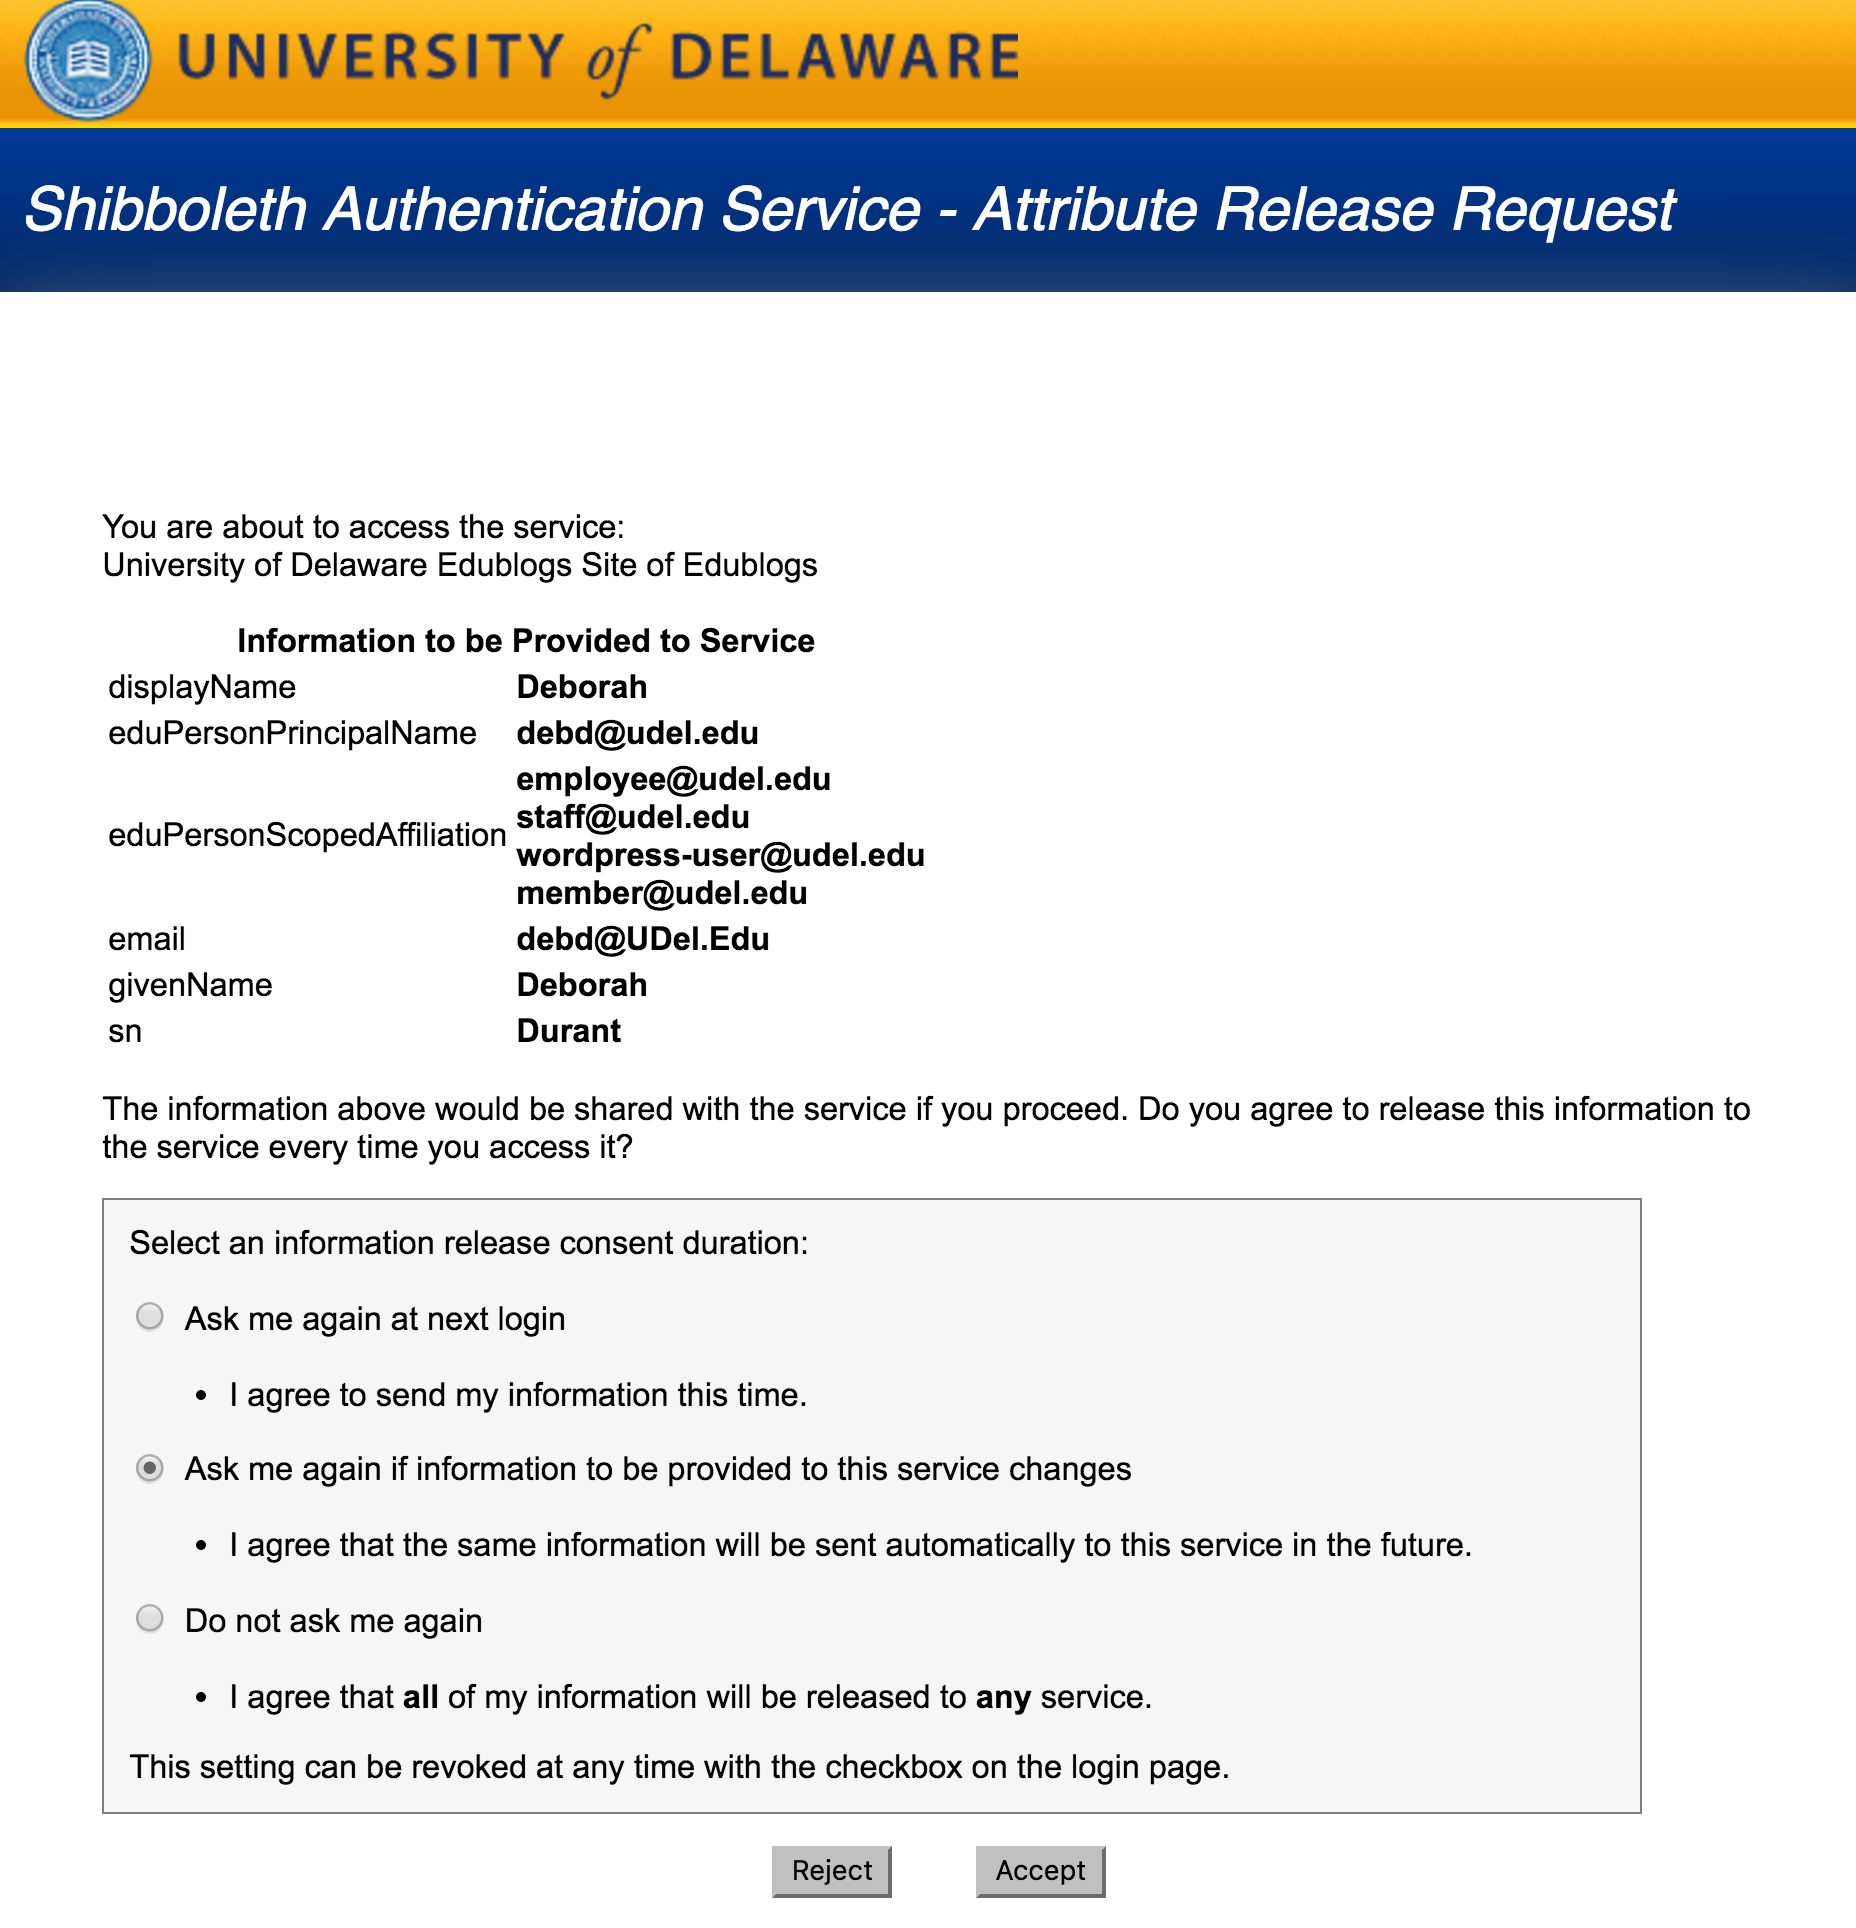 UNIVERSITY of DELAWARE
Shibboleth Authentication Service - Attribute Release Request
You are about to access the service:
University of Delaware Edublogs Site of Edublogs
Information to be Provided to Service
displayName Deborah
eduPersonPrincipalName debd@udel.edu
eduPersonScopedAffiliation employee@udel.edu
staff@udel.edu
wordpress-user@udel.edu
member@udel.edu
email debd@UDel.Edu
givenName Deborah
sn Durant
The information above would be shared with the service if you proceed. Do you agree to release this information to
the service every time you access it?
Select an information release consent duration:
Ask me again at next login
• I agree to send my information this time.
Ask me again if information to be provided to this service changes
• I agree that the same information will be sent automatically to this service in the future.
Do not ask me again
• I agree that all of my information will be released to any service.
This setting can be revoked at any time with the checkbox on the login page.
Reject Accept